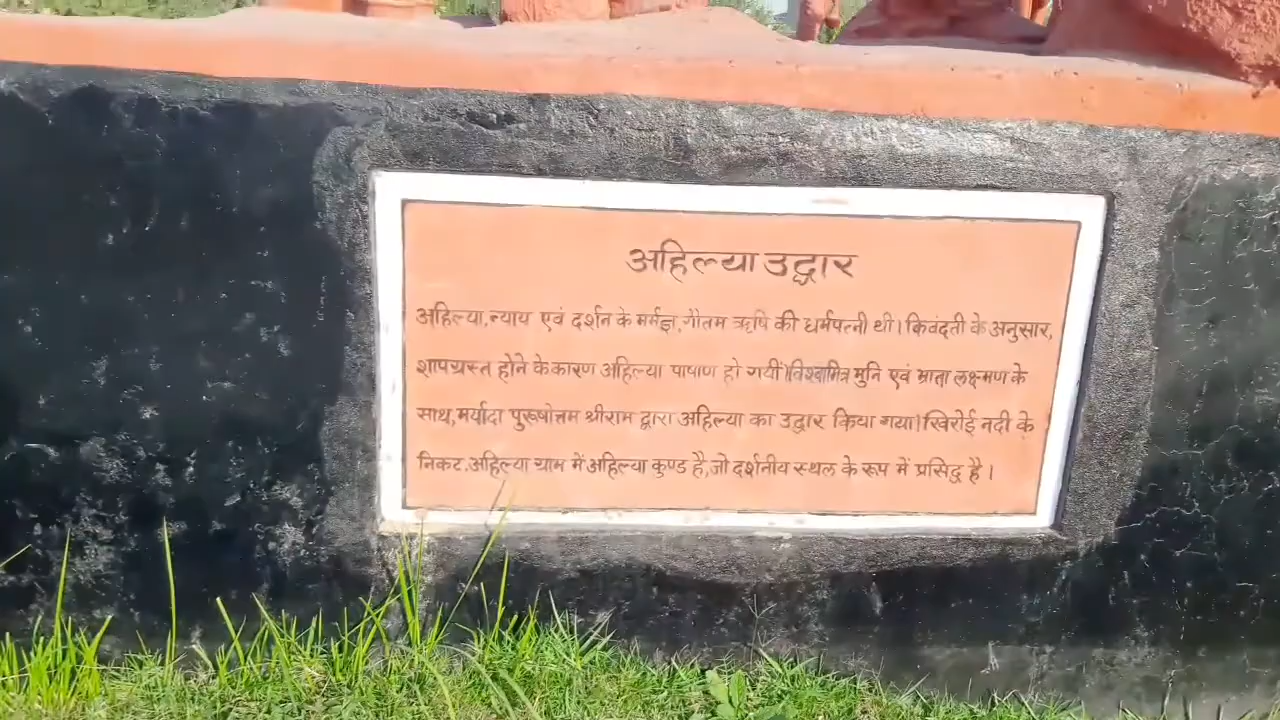 अहिल्या उद्धार
अहिल्या,न्याय एवं दर्शन के मर्मज्ञ,गौतम ऋषि की धर्मपत्नी थी। किवंदती के अनुसार,
शापग्रस्त होने के कारण अहिल्या पाषाण हो गयीं।विश्वामित्र मुनि एवं भ्राता लक्ष्मण के
साथ,मर्यादा पुरूषोत्तम श्रीराम द्वारा अहिल्या का उद्धार किया गया।खिरोई नदी के
निकट,अहिल्या ग्राम में अहिल्या कुण्ड है,जो दर्शनीय स्थल के रूप में प्रसिद्ध है।